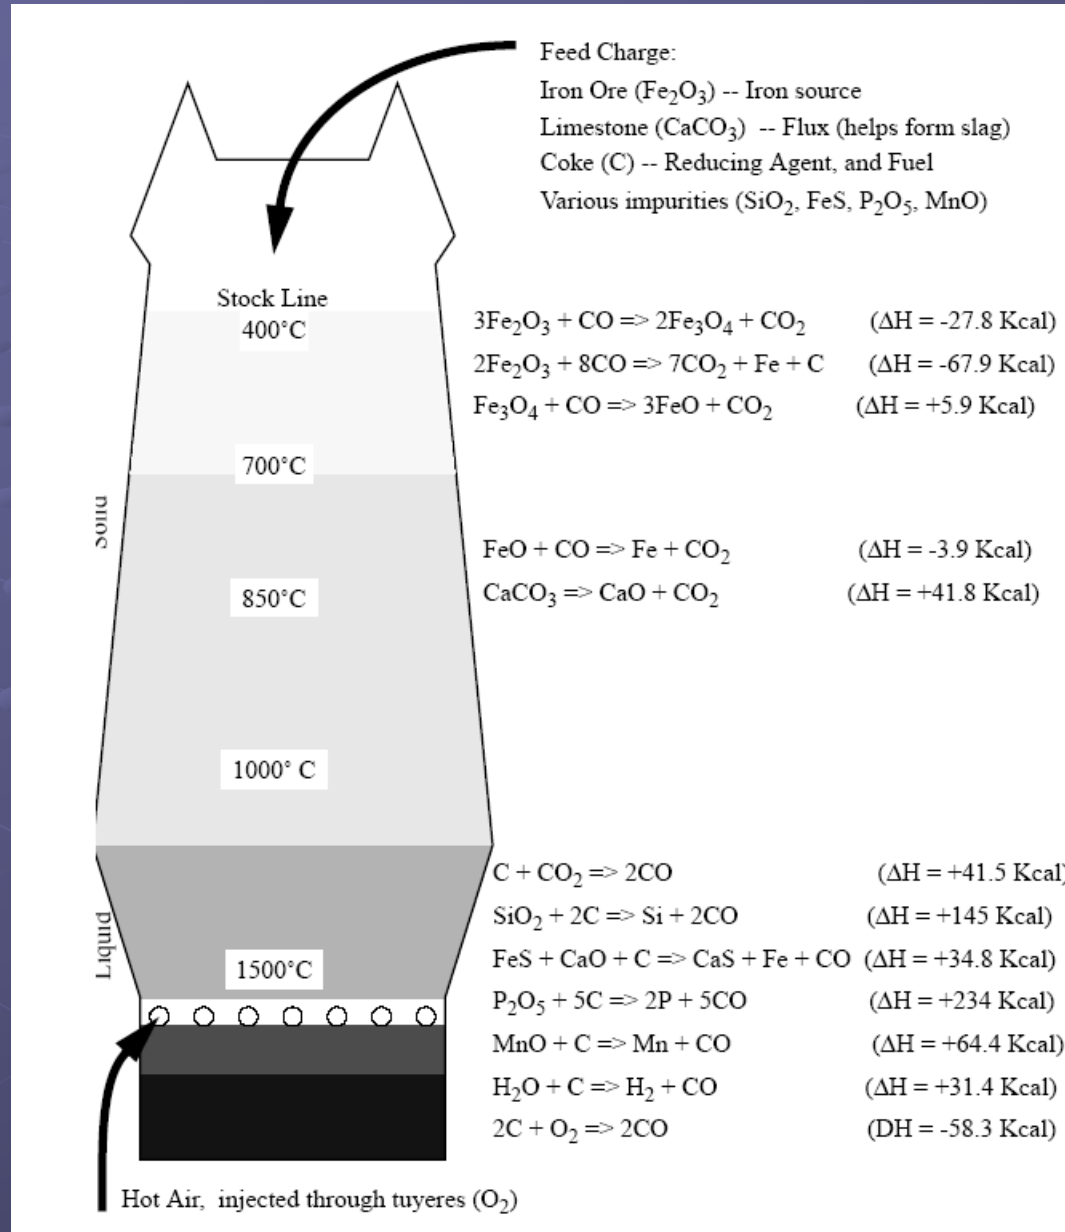 Feed Charge:
Iron Ore (Fe₂O₃) -- Iron source
Limestone (CaCO₃) -- Flux (helps form slag)
Coke (C) -- Reducing Agent, and Fuel
Various impurities (SiO₂, FeS, P₂O₅, MnO)
Stock Line
400°C
3Fe₂O₃ + CO => 2Fe₃O₄ + CO₂ (ΔH = -27.8 Kcal)
2Fe₂O₃ + 8CO => 7CO₂ + Fe + C (ΔH = -67.9 Kcal)
Fe₃O₄ + CO => 3FeO + CO₂ (ΔH = +5.9 Kcal)
700°C
Solid
FeO + CO => Fe + CO₂ (ΔH = -3.9 Kcal)
850°C
CaCO₃ => CaO + CO₂ (ΔH = +41.8 Kcal)
1000° C
C + CO₂ => 2CO (ΔH = +41.5 Kcal)
SiO₂ + 2C => Si + 2CO (ΔH = +145 Kcal)
Liquid
1500°C
FeS + CaO + C => CaS + Fe + CO (ΔH = +34.8 Kcal)
P₂O₅ + 5C => 2P + 5CO (ΔH = +234 Kcal)
MnO + C => Mn + CO (ΔH = +64.4 Kcal)
H₂O + C => H₂ + CO (ΔH = +31.4 Kcal)
2C + O₂ => 2CO (DH = -58.3 Kcal)
Hot Air, injected through tuyeres (O₂)